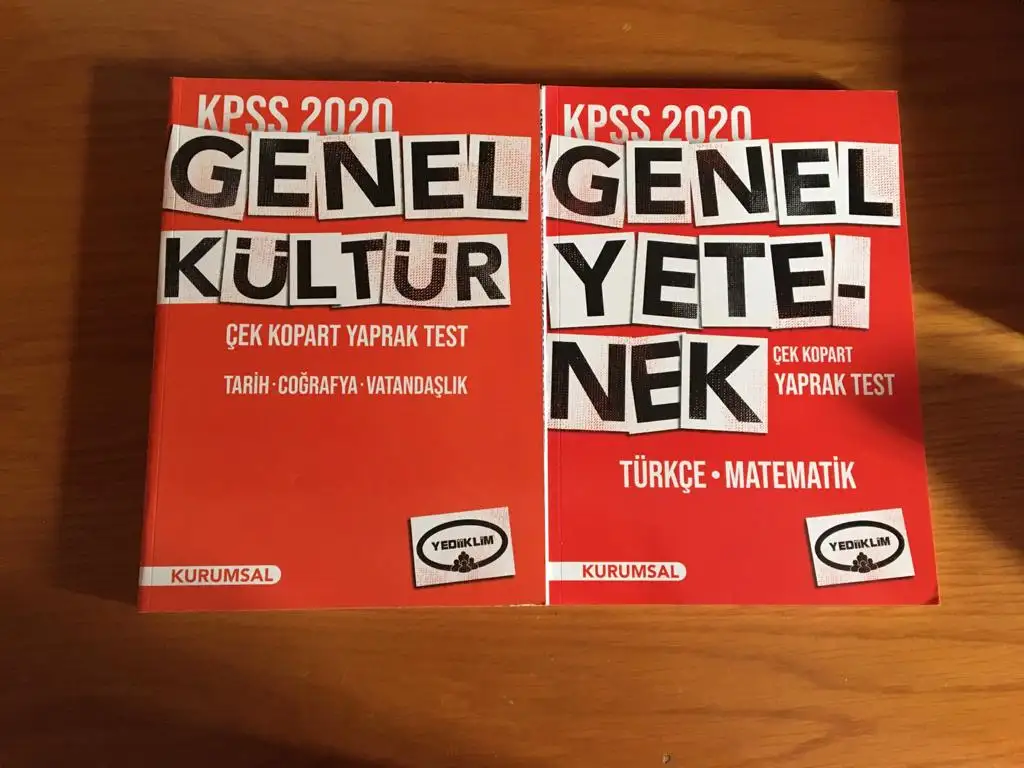 KPSS 2020
GENEL
KÜLTÜR
ÇEK KOPART YAPRAK TEST
TARİH · COĞRAFYA · VATANDAŞLIK
YEDİİKLİM
KURUMSAL
KPSS 2020
GENEL
YETE-
NEK
ÇEK KOPART
YAPRAK TEST
TÜRKÇE • MATEMATİK
YEDİİKLİM
KURUMSAL